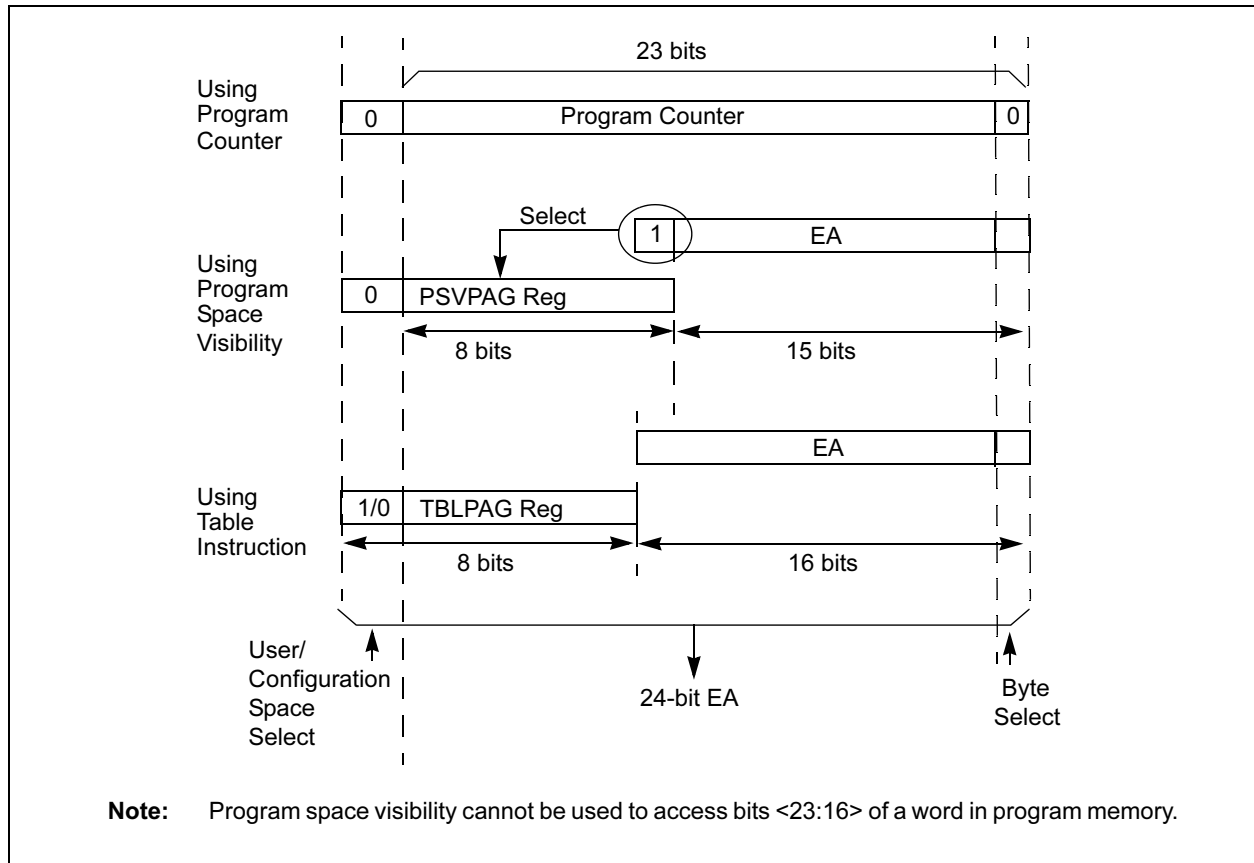 23 bits
Using
Program
Counter
0
Program Counter
0
Select
1
EA
Using
Program
Space
Visibility
0
PSVPAG Reg
8 bits
15 bits
EA
Using
Table
Instruction
1/0
TBLPAG Reg
8 bits
16 bits
User/
Configuration
Space
Select
24-bit EA
Byte
Select
Note: Program space visibility cannot be used to access bits <23:16> of a word in program memory.